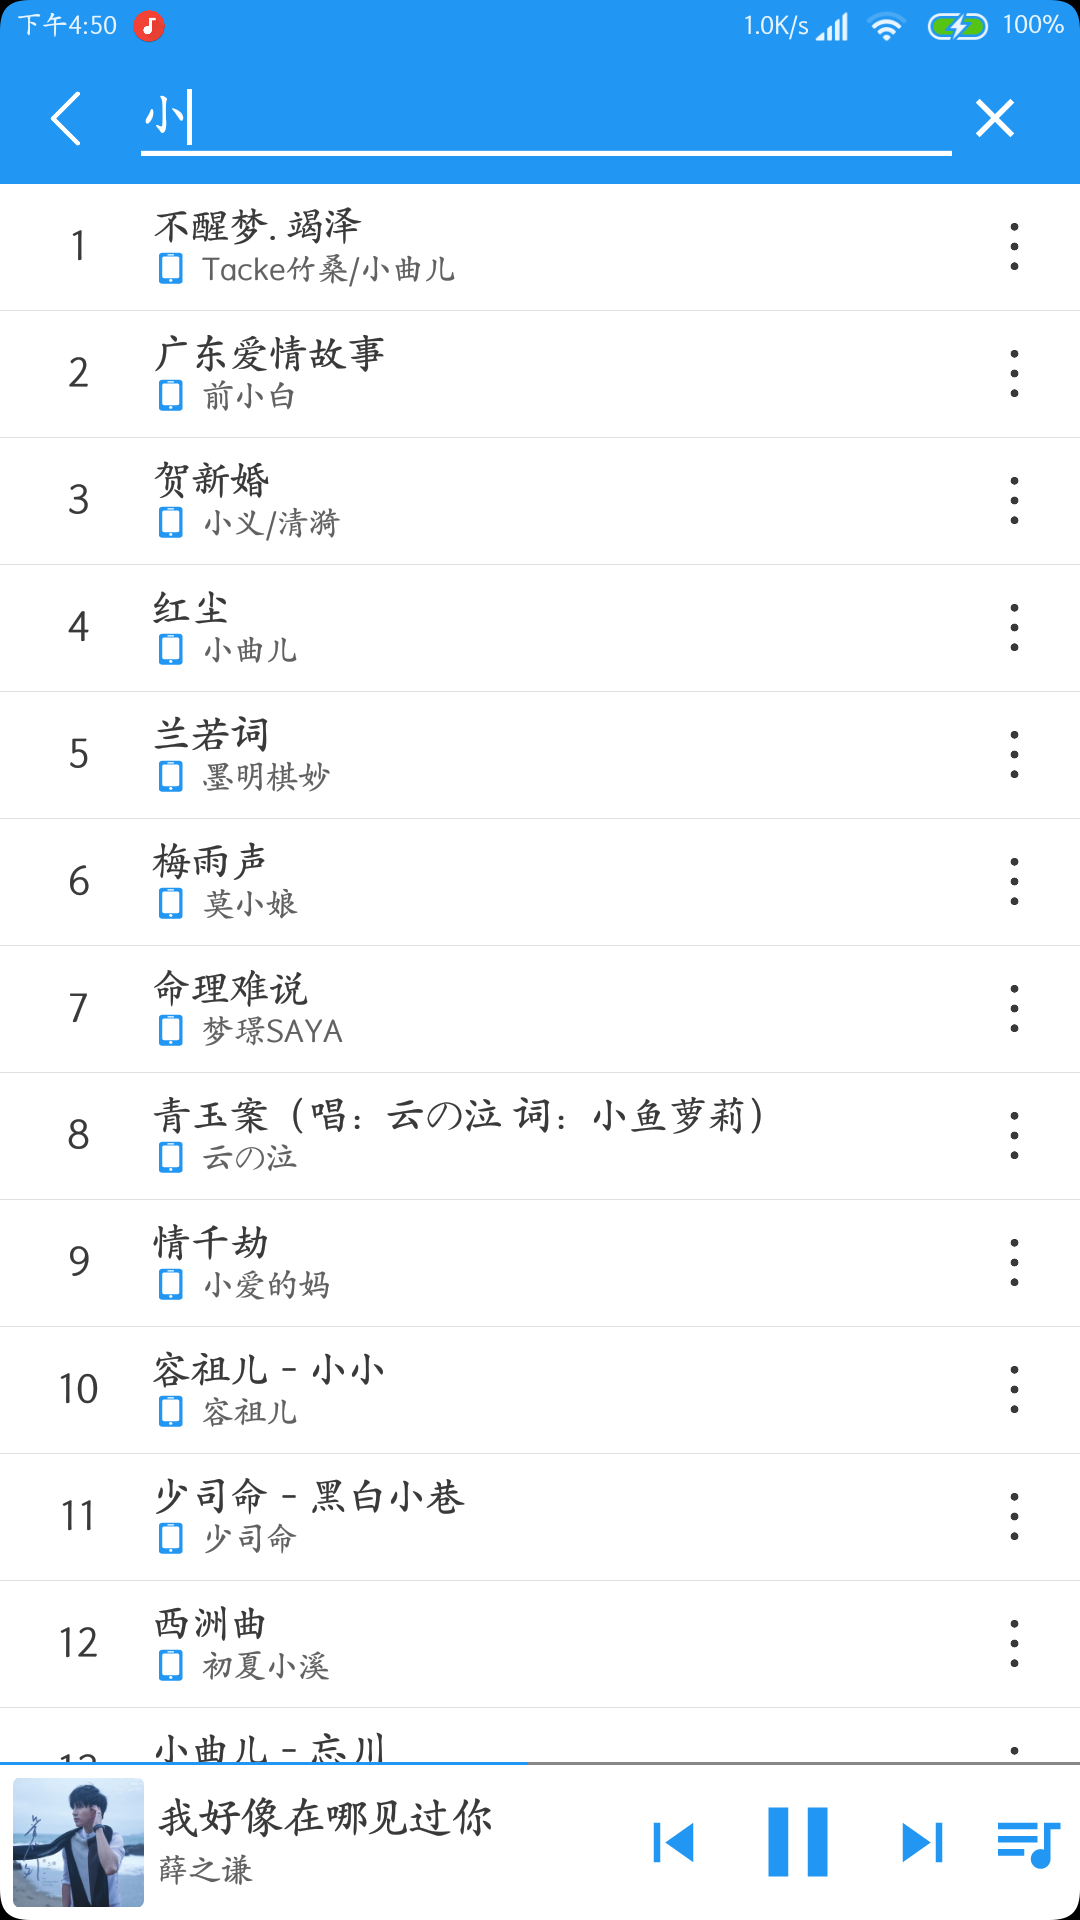 下午4:50 1.0K/s 100%
小
1 不醒梦. 竭泽
Tacke竹桑/小曲儿
2 广东爱情故事
前小白
3 贺新婚
小义/清漪
4 红尘
小曲儿
5 兰若词
墨明棋妙
6 梅雨声
莫小娘
7 命理难说
梦璟SAYA
8 青玉案（唱：云の泣 词：小鱼萝莉）
云の泣
9 情千劫
小爱的妈
10 容祖儿 - 小小
容祖儿
11 少司命 - 黑白小巷
少司命
12 西洲曲
初夏小溪
13 小曲儿 - 忘川
我好像在哪见过你
薛之谦